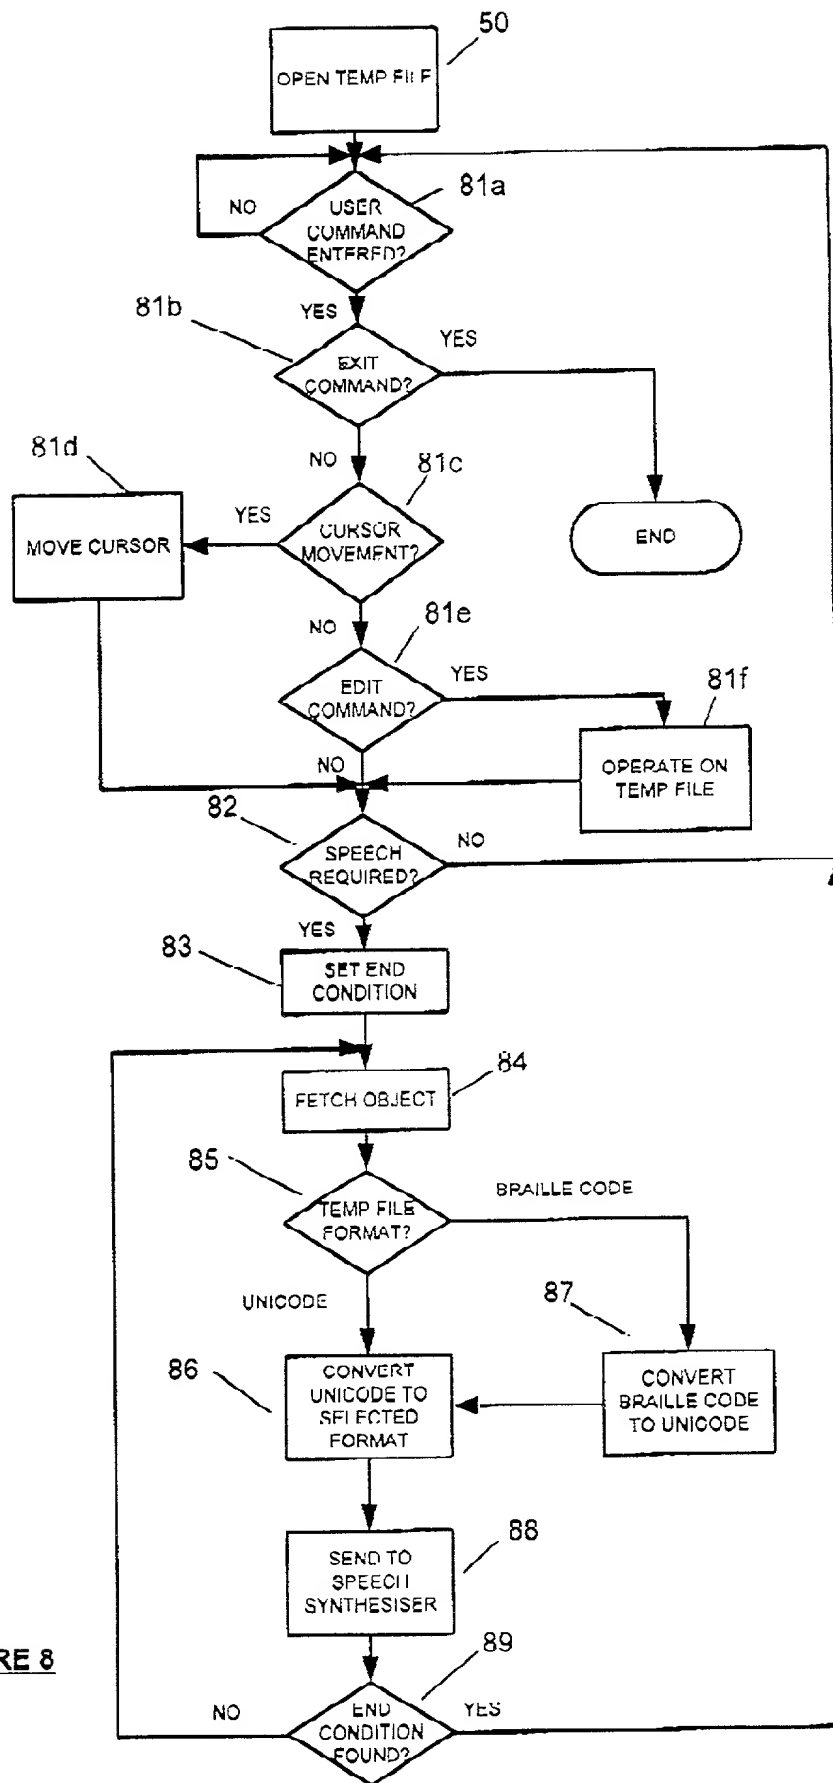 50
OPEN TEMP FILE
81a
NO
USER
COMMAND
ENTERED?
81b
YES
YES
EXIT
COMMAND?
81d
NO
81c
YES
MOVE CURSOR
CURSOR
MOVEMENT?
END
NO
81e
YES
81f
EDIT
COMMAND?
NO
OPERATE ON
TEMP FILE
82
NO
SPEECH
REQUIRED?
YES
83
SET END
CONDITION
84
FETCH OBJECT
85
BRAILLE CODE
TEMP FILE
FORMAT?
UNICODE
87
86
CONVERT
UNICODE TO
SELECTED
FORMAT
CONVERT
BRAILLE CODE
TO UNICODE
88
SEND TO
SPEECH
SYNTHESISER
89
RE 8
NO
YES
END
CONDITION
FOUND?